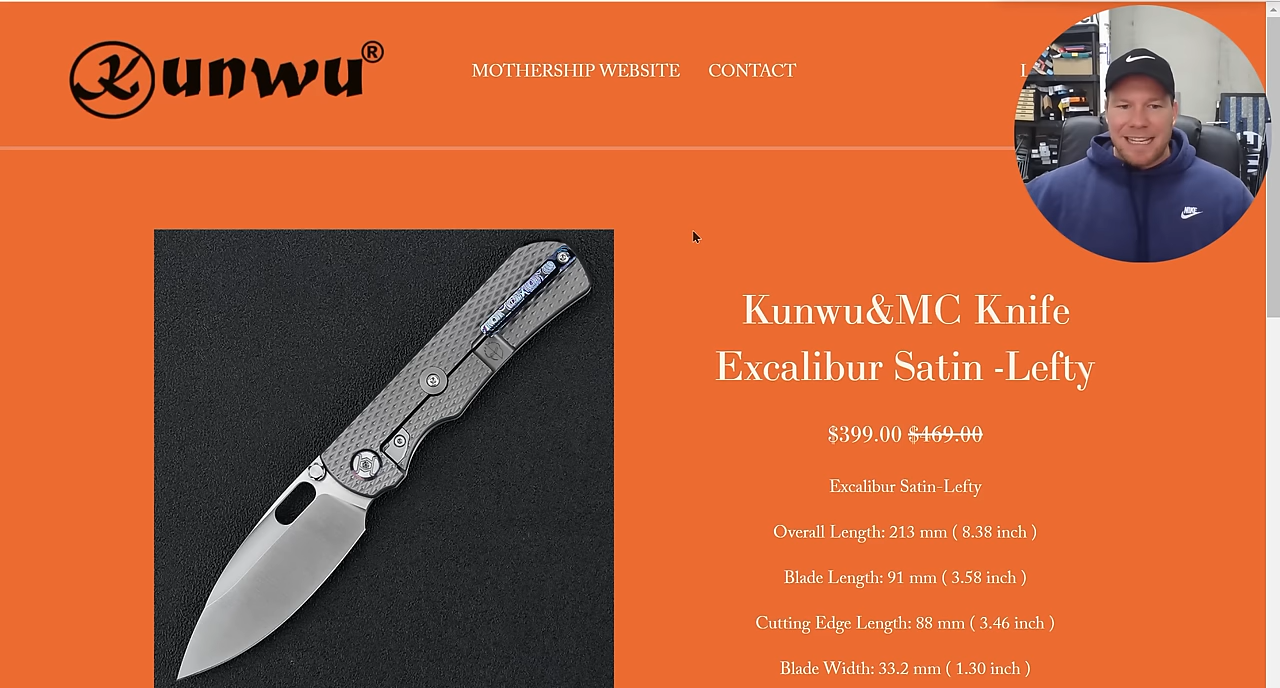 Kunwu®
MOTHERSHIP WEBSITE
CONTACT
Kunwu&MC Knife
Excalibur Satin -Lefty
$399.00 $469.00
Excalibur Satin-Lefty
Overall Length: 213 mm ( 8.38 inch )
Blade Length: 91 mm ( 3.58 inch )
Cutting Edge Length: 88 mm ( 3.46 inch )
Blade Width: 33.2 mm ( 1.30 inch )
NIKE